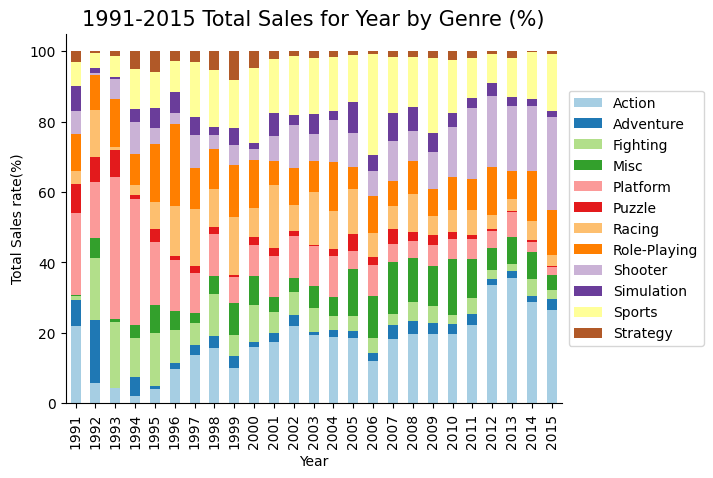 1991-2015 Total Sales for Year by Genre (%)
Total Sales rate(%)
100
80
60
40
20
0
1991 1992 1993 1994 1995 1996 1997 1998 1999 2000 2001 2002 2003 2004 2005 2006 2007 2008 2009 2010 2011 2012 2013 2014 2015
Year
Action
Adventure
Fighting
Misc
Platform
Puzzle
Racing
Role-Playing
Shooter
Simulation
Sports
Strategy